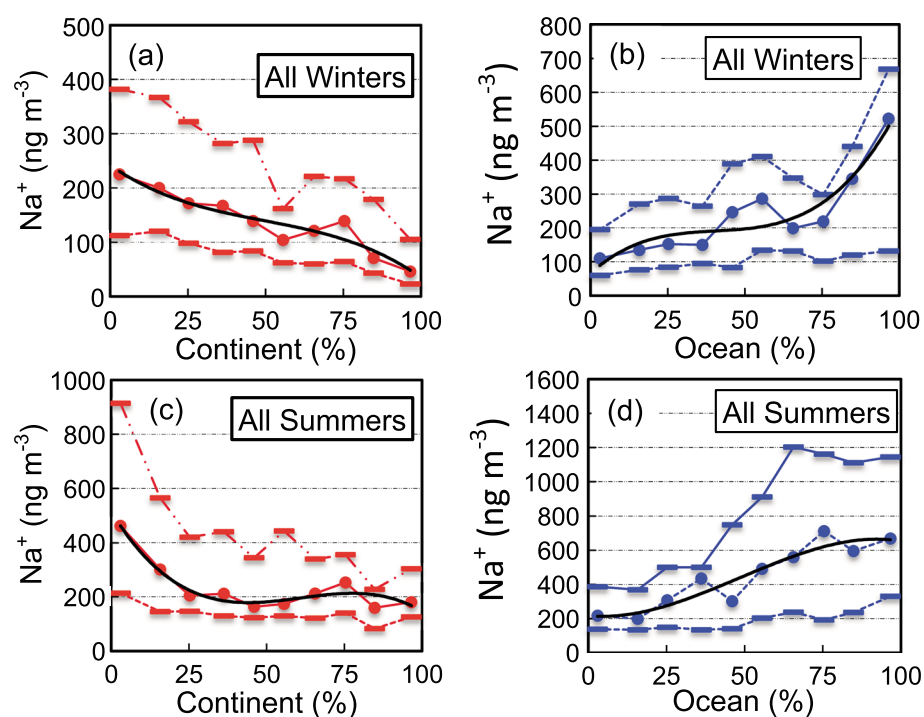 (a)
All Winters
Na⁺ (ng m⁻³)
500
400
300
200
100
0
0 25 50 75 100
Continent (%)
(b)
All Winters
Na⁺ (ng m⁻³)
800
700
600
500
400
300
200
100
0
0 25 50 75 100
Ocean (%)
(c)
All Summers
Na⁺ (ng m⁻³)
1000
800
600
400
200
0
0 25 50 75 100
Continent (%)
(d)
All Summers
Na⁺ (ng m⁻³)
1600
1400
1200
1000
800
600
400
200
0
0 25 50 75 100
Ocean (%)